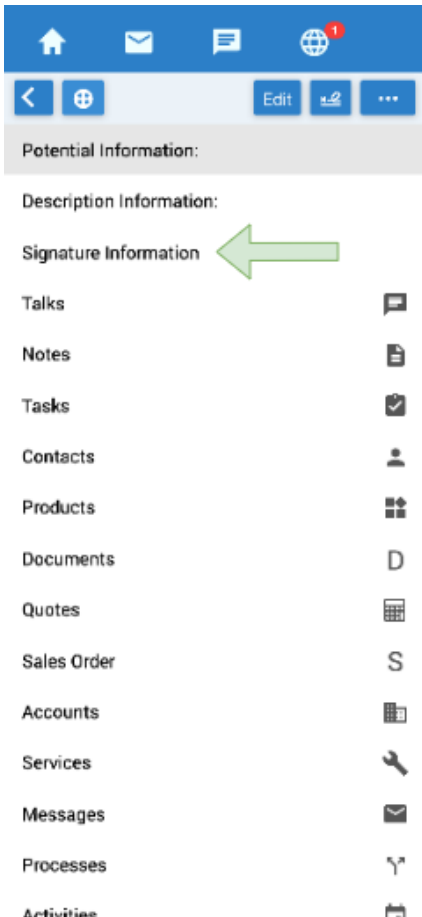 1
Edit
Potential Information:
Description Information:
Signature Information
Talks
Notes
Tasks
Contacts
Products
Documents
D
Quotes
Sales Order
S
Accounts
Services
Messages
Processes
Activities